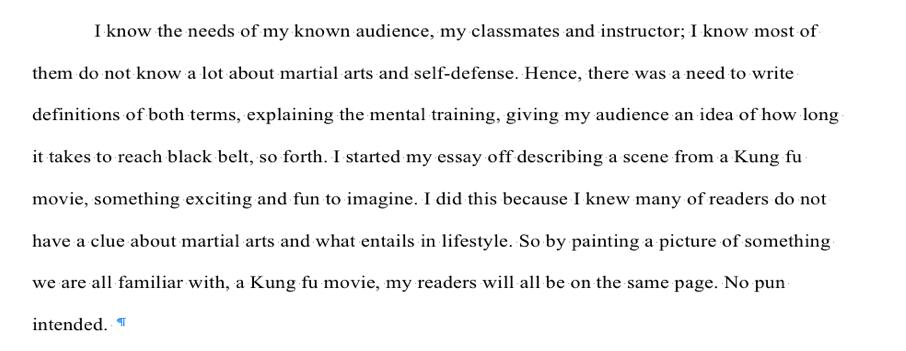 I know the needs of my known audience, my classmates and instructor; I know most of
them do not know a lot about martial arts and self-defense. Hence, there was a need to write
definitions of both terms, explaining the mental training, giving my audience an idea of how long
it takes to reach black belt, so forth. I started my essay off describing a scene from a Kung fu
movie, something exciting and fun to imagine. I did this because I knew many of readers do not
have a clue about martial arts and what entails in lifestyle. So by painting a picture of something
we are all familiar with, a Kung fu movie, my readers will all be on the same page. No pun
intended. ¶